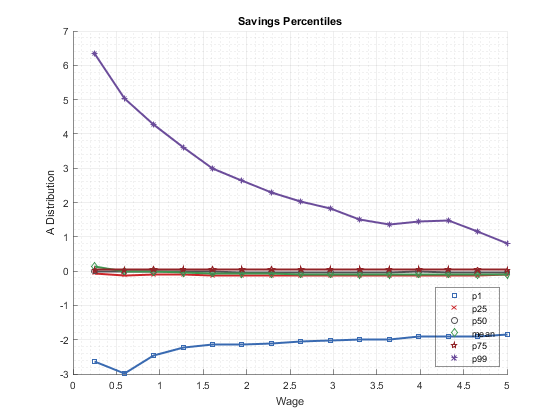 Savings Percentiles
7
6
5
4
3
2
1
0
-1
-2
-3
A Distribution
0 0.5 1 1.5 2 2.5 3 3.5 4 4.5 5
Wage
p1
p25
p50
mean
p75
p99